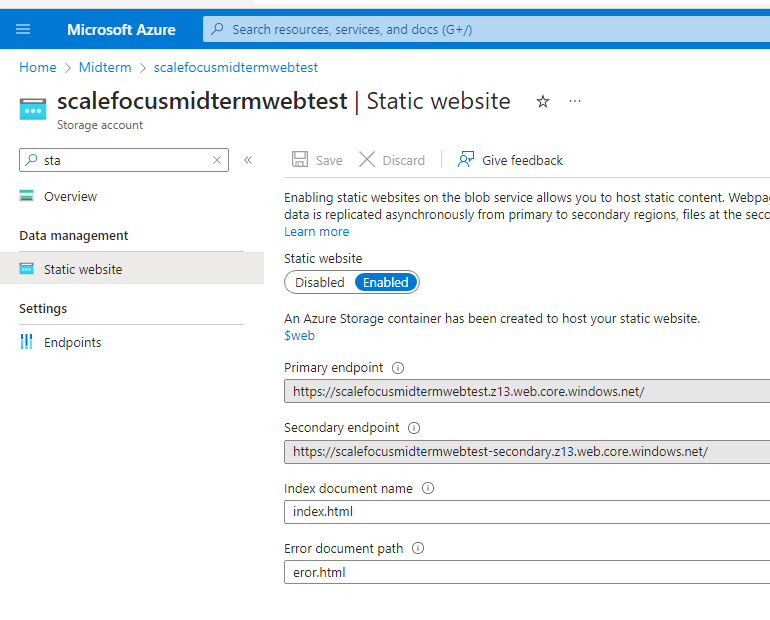 Microsoft Azure
Search resources, services, and docs (G+/)
Home > Midterm > scalefocusmidtermwebtest
scalefocusmidtermwebtest | Static website
Storage account
sta
Overview
Data management
Static website
Settings
Endpoints
Save Discard Give feedback
Enabling static websites on the blob service allows you to host static content. Webpa
data is replicated asynchronously from primary to secondary regions, files at the seco
Learn more
Static website
Disabled Enabled
An Azure Storage container has been created to host your static website.
$web
Primary endpoint
https://scalefocusmidtermwebtest.z13.web.core.windows.net/
Secondary endpoint
https://scalefocusmidtermwebtest-secondary.z13.web.core.windows.net/
Index document name
index.html
Error document path
eror.html